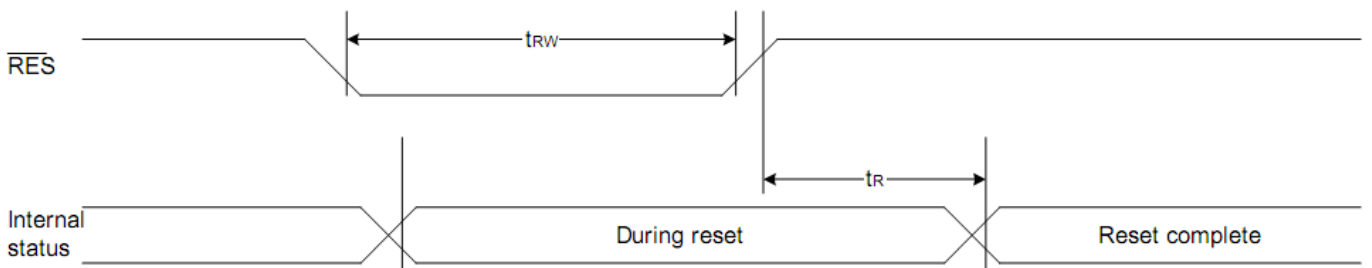 RES
tRW
tR
Internal
status
During reset
Reset complete